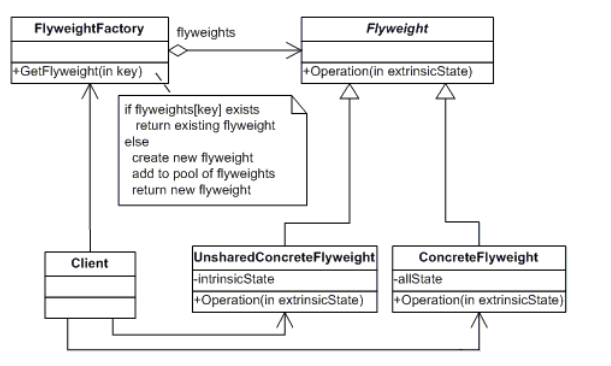 FlyweightFactory
flyweights
Flyweight
+GetFlyweight(in key)
+Operation(in extrinsicState)
if flyweights[key] exists
return existing flyweight
else
create new flyweight
add to pool of flyweights
return new flyweight
Client
UnsharedConcreteFlyweight
-intrinsicState
+Operation(in extrinsicState)
ConcreteFlyweight
-allState
+Operation(in extrinsicState)